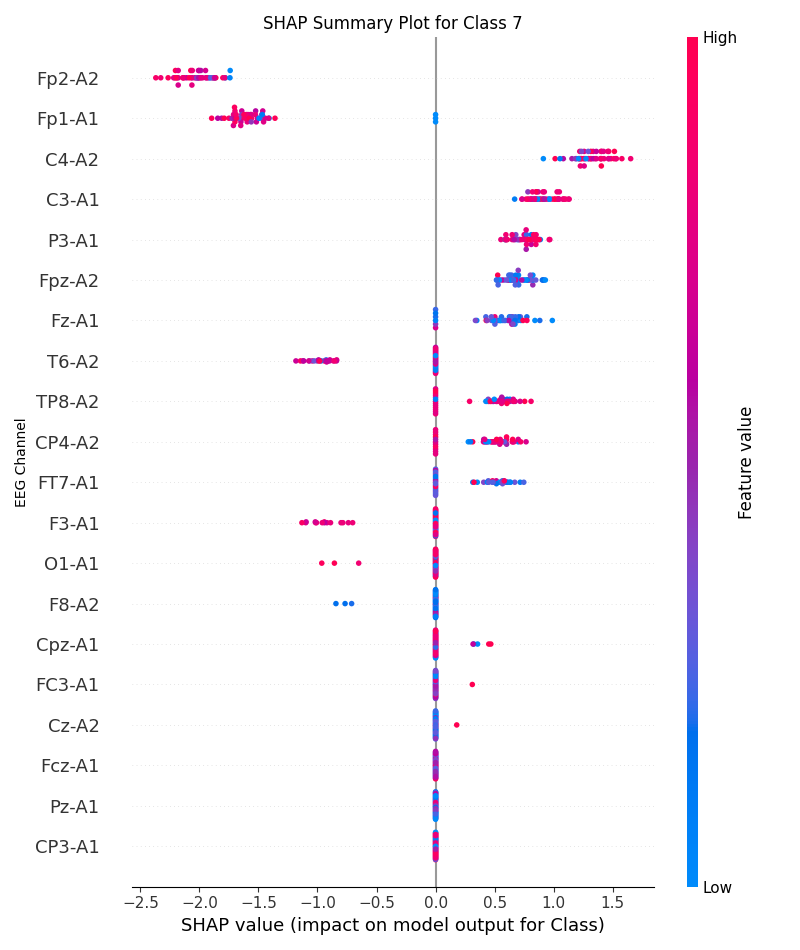 SHAP Summary Plot for Class 7
High
Fp2-A2
Fp1-A1
C4-A2
C3-A1
P3-A1
Fpz-A2
Fz-A1
T6-A2
TP8-A2
CP4-A2
FT7-A1
F3-A1
O1-A1
F8-A2
Cpz-A1
FC3-A1
Cz-A2
Fcz-A1
Pz-A1
CP3-A1
EEG Channel
Feature value
Low
−2.5 −2.0 −1.5 −1.0 −0.5 0.0 0.5 1.0 1.5
SHAP value (impact on model output for Class)